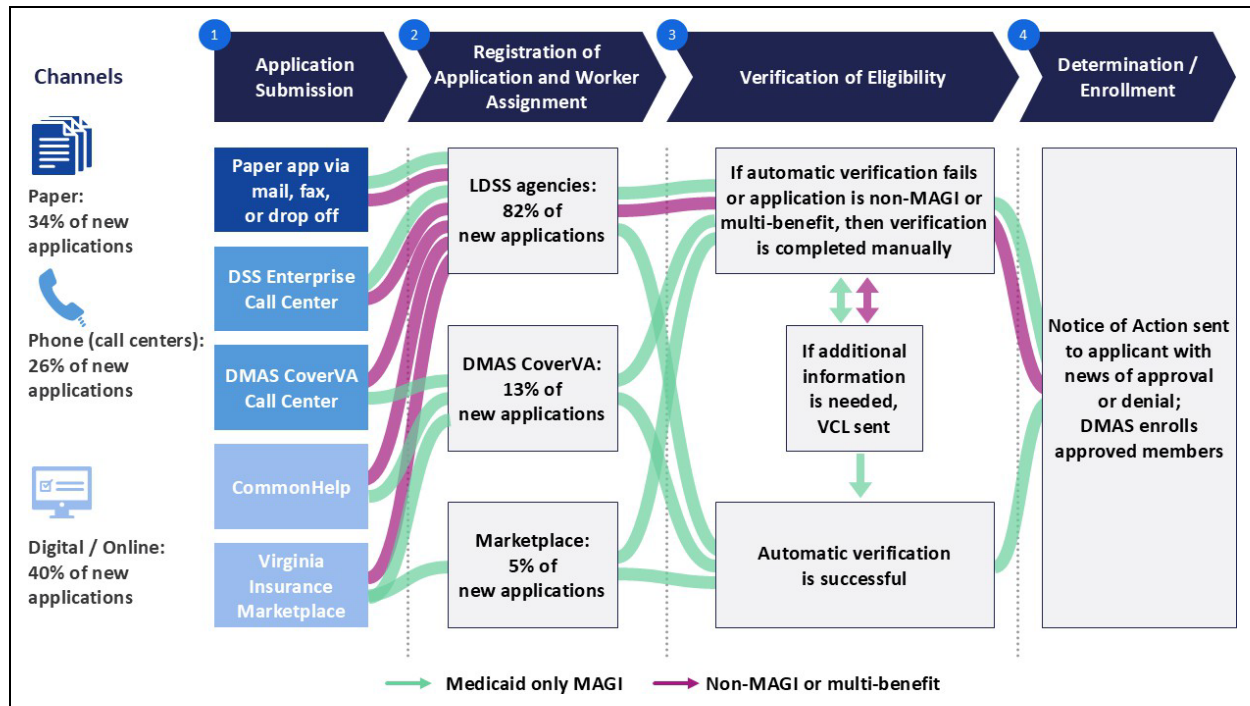 Channels
Paper:
34% of new
applications
Phone (call centers):
26% of new
applications
Digital / Online:
40% of new
applications
1
Application
Submission
2
Registration of
Application and Worker
Assignment
3
Verification of Eligibility
4
Determination /
Enrollment
Paper app via
mail, fax,
or drop off
DSS Enterprise
Call Center
DMAS CoverVA
Call Center
CommonHelp
Virginia
Insurance
Marketplace
LDSS agencies:
82% of
new applications
DMAS CoverVA:
13% of
new applications
Marketplace:
5% of
new applications
If automatic verification fails
or application is non-MAGI or
multi-benefit, then verification
is completed manually
If additional
information
is needed,
VCL sent
Automatic verification
is successful
Notice of Action sent
to applicant with
news of approval
or denial;
DMAS enrolls
approved members
Medicaid only MAGI
Non-MAGI or multi-benefit